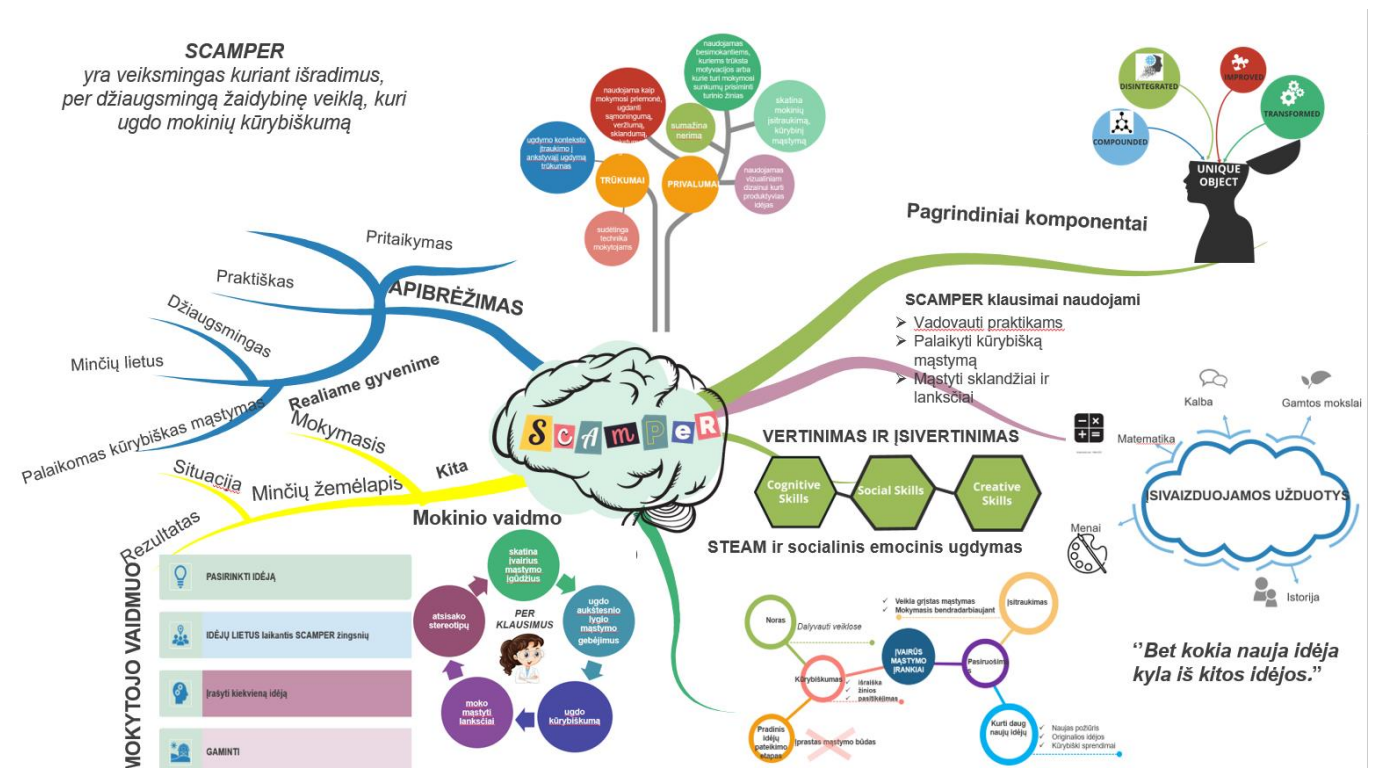 SCAMPER
yra veiksmingas kuriant išradimus,
per džiaugsmingą žaidybinę veiklą, kuri
ugdo mokinių kūrybiškumą
naudojamas
besimokantiems,
kuriems trūksta
motyvacijos arba
kurie turi mokymosi
sunkumų prisiminti
turinio žinias
naudojama kaip
mokymosi priemonė,
ugdanti
sąmoningumą,
veržlumą,
sklandumą,
sumažina
nerimą
skatina
mokinių
įsitraukimą,
kūrybinį
mąstymą
ugdymo konteksto
įtraukimo į
ankstyvąjį ugdymą
trūkumas
TRŪKUMAI
PRIVALUMAI
naudojamas
vizualiniam
dizainui kurti
produktyvias
idėjas
sudėtinga
technika
mokytojams
DISINTEGRATED
IMPROVED
TRANSFORMED
COMPOUNDED
UNIQUE
OBJECT
Pagrindiniai komponentai
Pritaikymas
Praktiškas
APIBRĖŽIMAS
Džiaugsmingas
Minčių lietus
Realiame gyvenime
Palaikomas kūrybiškas mąstymas
SCAMPER klausimai naudojami
Vadovauti praktikams
Palaikyti kūrybišką
mąstymą
Mąstyti sklandžiai ir
lanksčiai
SCAMPER
Mokymasis
Situacija
Minčių žemėlapis
Kita
Rezultatas
VERTINIMAS IR ĮSIVERTINIMAS
Cognitive
Skills
Social Skills
Creative
Skills
STEAM ir socialinis emocinis ugdymas
Kalba
Gamtos mokslai
Matematika
ĮSIVAIZDUOJAMOS UŽDUOTYS
Menai
Istorija
Mokinio vaidmo
skatina
įvairius
mąstymo
įgūdžius
ugdo
aukštesnio
lygio
mąstymo
gebėjimus
ugdo
kūrybiškumą
moko
mąstyti
lanksčiai
atsisako
stereotipų
PER
KLAUSIMUS
MOKYTOJO VAIDMUO
PASIRINKTI IDĖJĄ
IDĖJŲ LIETUS laikantis SCAMPER žingsnių
Įrašyti kiekvieną idėją
GAMINTI
Noras
Dalyvauti veiklose
Veikla grįstas mąstymas
Mokymasis bendradarbiaujant
Įsitraukimas
ĮVAIRŪS
MĄSTYMO
ĮRANKIAI
Kūrybiškumas
išraiška
žinios
pasitikėjimas
Pasiruošim
s
Pradinis
idėjų
pateikimo
etapas
Įprastas mąstymo būdas
Kurti daug
naujų idėjų
Naujas požiūris
Originalios idėjos
Kūrybiški sprendimai
‘’Bet kokia nauja idėja
kyla iš kitos idėjos.”